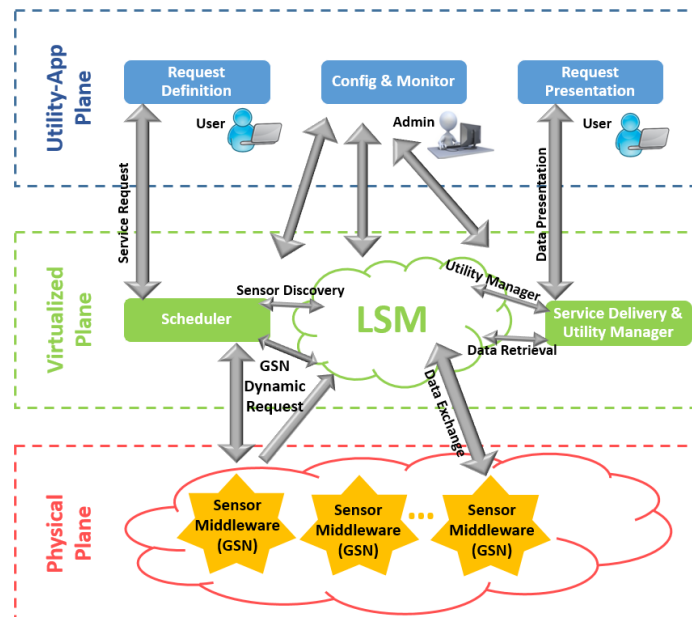 Utility-App
Plane
Request
Definition
Config & Monitor
Request
Presentation
User
Admin
User
Service Request
Data Presentation
Virtualized
Plane
Sensor Discovery
Utility Manager
Scheduler
LSM
Service Delivery &
Utility Manager
Data Retrieval
GSN
Dynamic
Request
Data Exchange
Physical
Plane
Sensor
Middleware
(GSN)
Sensor
Middleware
(GSN)
...
Sensor
Middleware
(GSN)